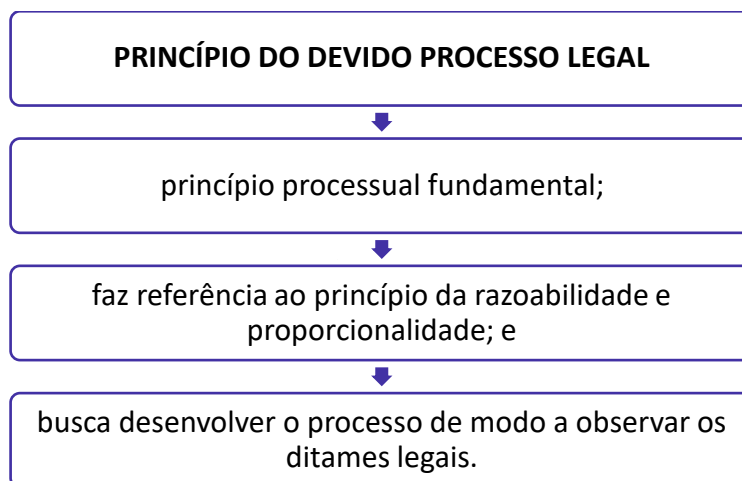 PRINCÍPIO DO DEVIDO PROCESSO LEGAL
princípio processual fundamental;
faz referência ao princípio da razoabilidade e
proporcionalidade; e
busca desenvolver o processo de modo a observar os
ditames legais.